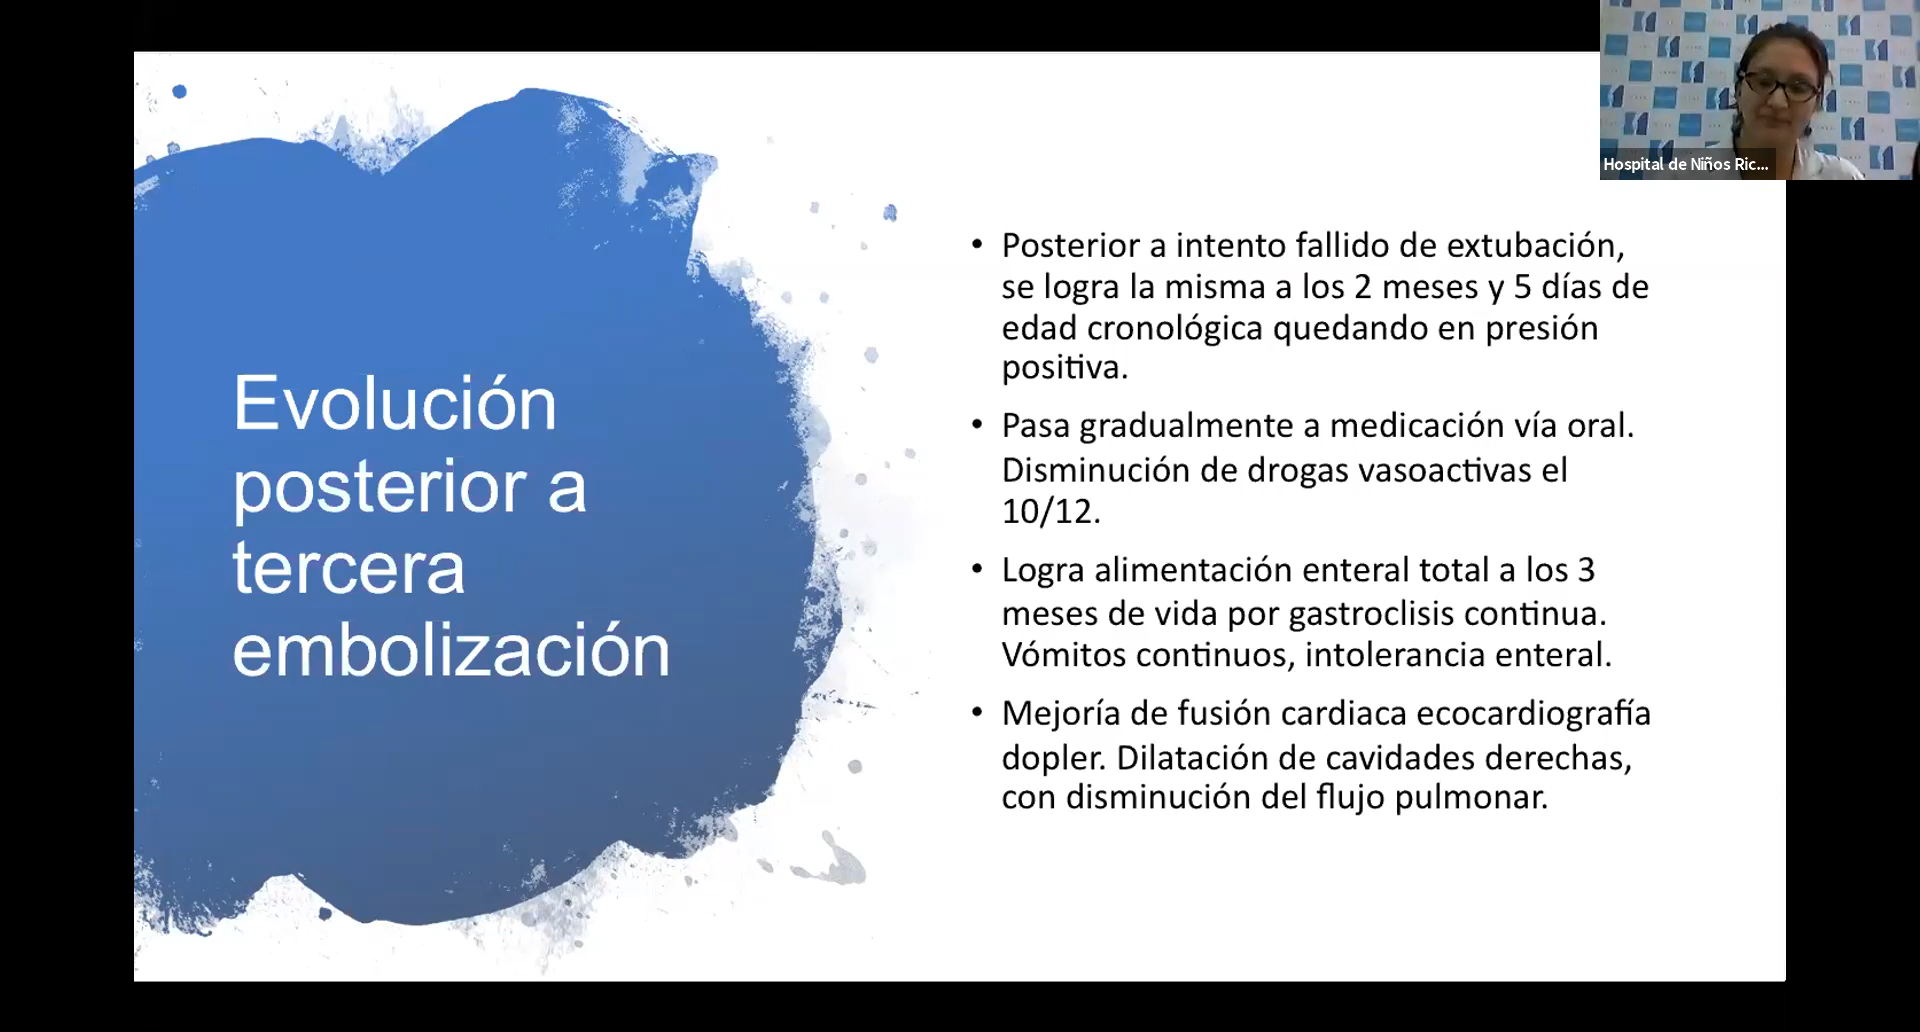 Hospital de Niños Ric...
Evolución
posterior a
tercera
embolización
• Posterior a intento fallido de extubación,
se logra la misma a los 2 meses y 5 días de
edad cronológica quedando en presión
positiva.
• Pasa gradualmente a medicación vía oral.
Disminución de drogas vasoactivas el
10/12.
• Logra alimentación enteral total a los 3
meses de vida por gastroclisis continua.
Vómitos continuos, intolerancia enteral.
• Mejoría de fusión cardiaca ecocardiografía
dopler. Dilatación de cavidades derechas,
con disminución del flujo pulmonar.